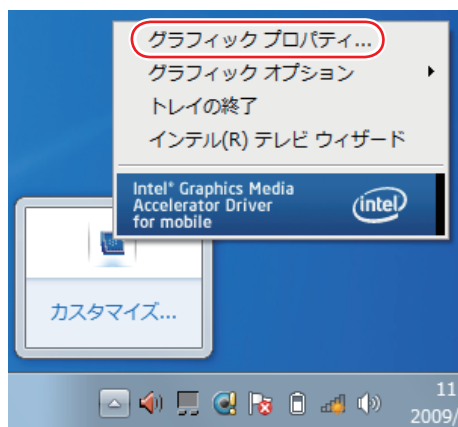 グラフィック プロパティ...
グラフィック オプション
トレイの終了
インテル(R) テレビ ウィザード
Intel® Graphics Media
Accelerator Driver
for mobile
intel
カスタマイズ...
11
2009/